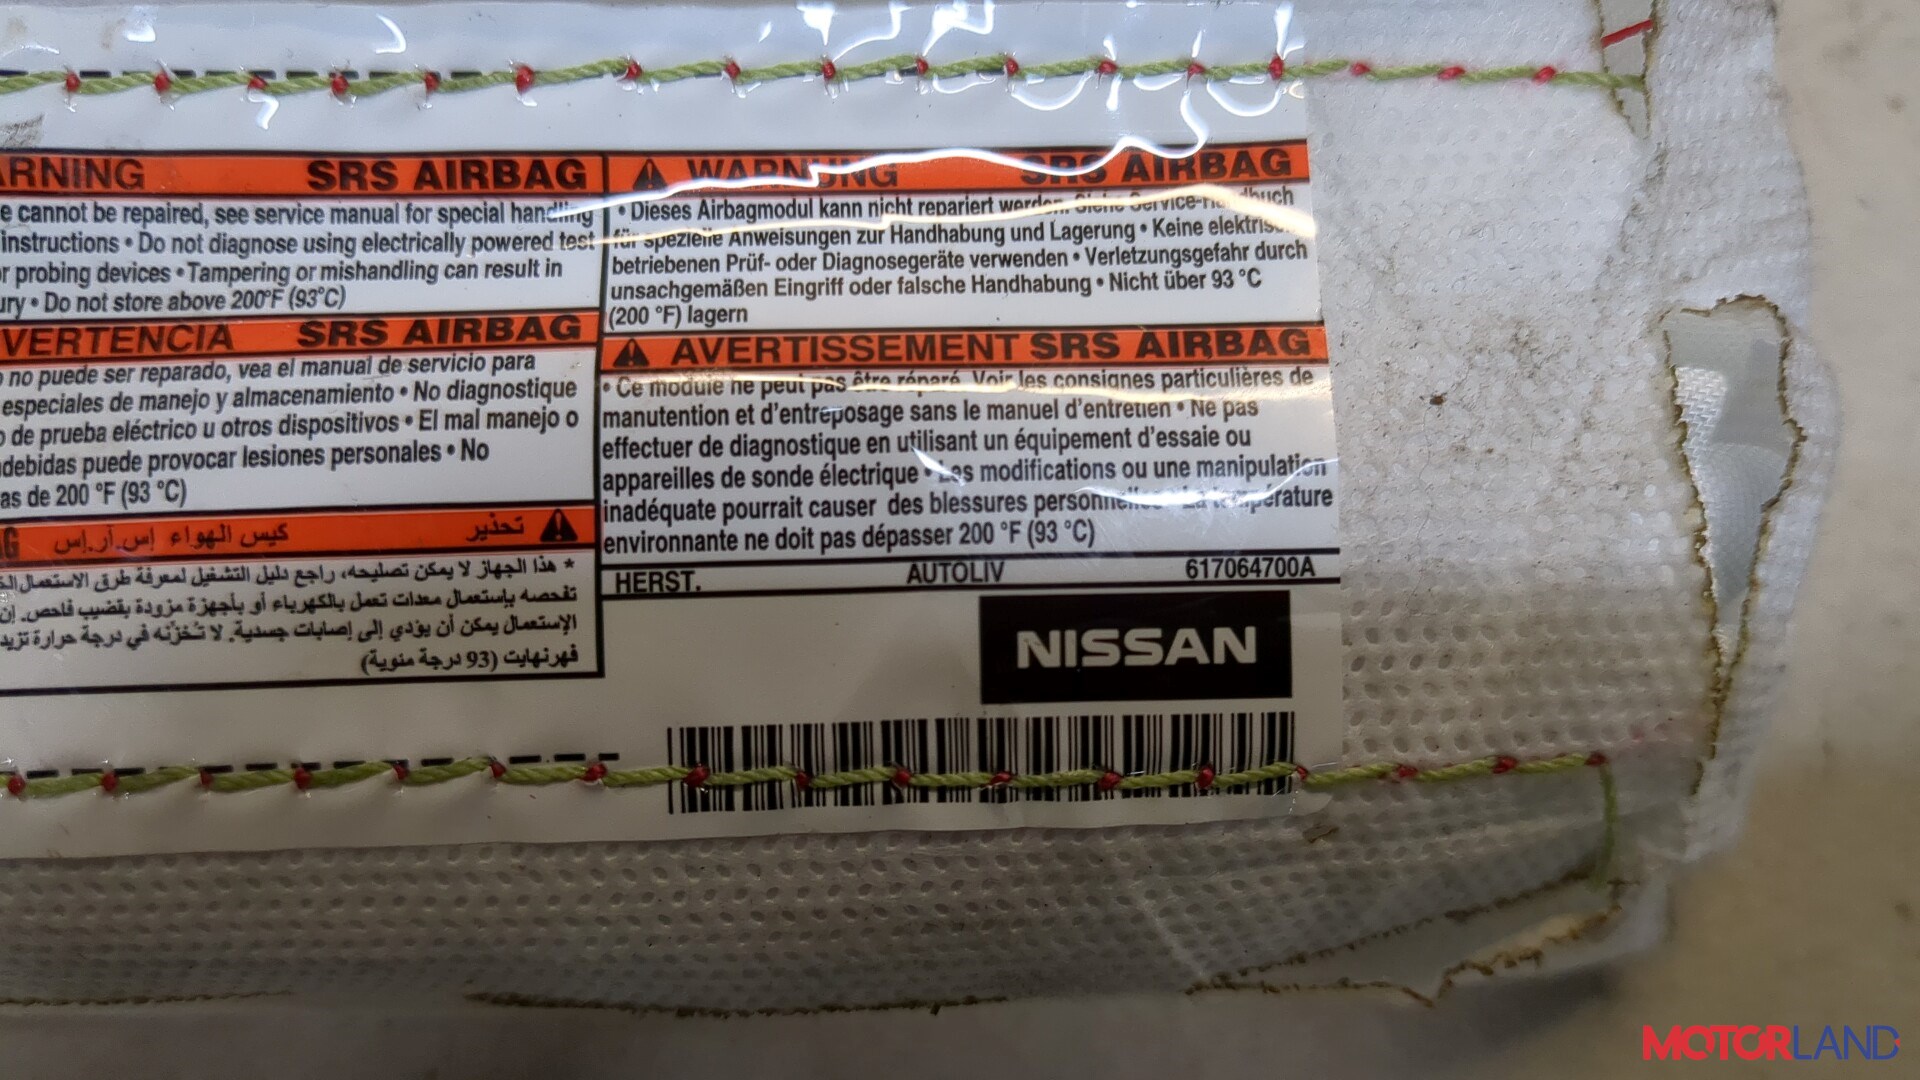 ARNING SRS AIRBAG
e cannot be repaired, see service manual for special handling
instructions • Do not diagnose using electrically powered test
or probing devices • Tampering or mishandling can result in
ury • Do not store above 200°F (93°C)
VERTENCIA SRS AIRBAG
no puede ser reparado, vea el manual de servicio para
especiales de manejo y almacenamiento • No diagnostique
o de prueba eléctrico u otros dispositivos • El mal manejo o
debidas puede provocar lesiones personales • No
as de 200 °F (93 °C)
تحذير كيس الهواء إس.آر.إس AG
* هذا الجهاز لا يمكن تصليحه، راجع دليل التشغيل لمعرفة طرق الاستعمال
تفحصه بإستعمال معدات تعمل بالكهرباء أو بأجهزة مزودة بقضيب فاحص. إن
الإستعمال يمكن أن يؤدي إلى إصابات جسدية. لا تُخزّنه في درجة حرارة تزيد
فهرنهايت (93 درجة مئوية)
WARNUNG SRS AIRBAG
• Dieses Airbagmodul kann nicht repariert werden. Siehe Service-Handbuch
für spezielle Anweisungen zur Handhabung und Lagerung • Keine elektrisch
betriebenen Prüf- oder Diagnosegeräte verwenden • Verletzungsgefahr durch
unsachgemäßen Eingriff oder falsche Handhabung • Nicht über 93 °C
(200 °F) lagern
AVERTISSEMENT SRS AIRBAG
• Ce module ne peut pas être réparé. Voir les consignes particulières de
manutention et d'entreposage sans le manuel d'entretien • Ne pas
effectuer de diagnostique en utilisant un équipement d'essaie ou
appareilles de sonde électrique • Les modifications ou une manipulation
inadéquate pourrait causer des blessures personnelles • La température
environnante ne doit pas dépasser 200 °F (93 °C)
HERST. AUTOLIV 617064700A
NISSAN
MOTORLAND